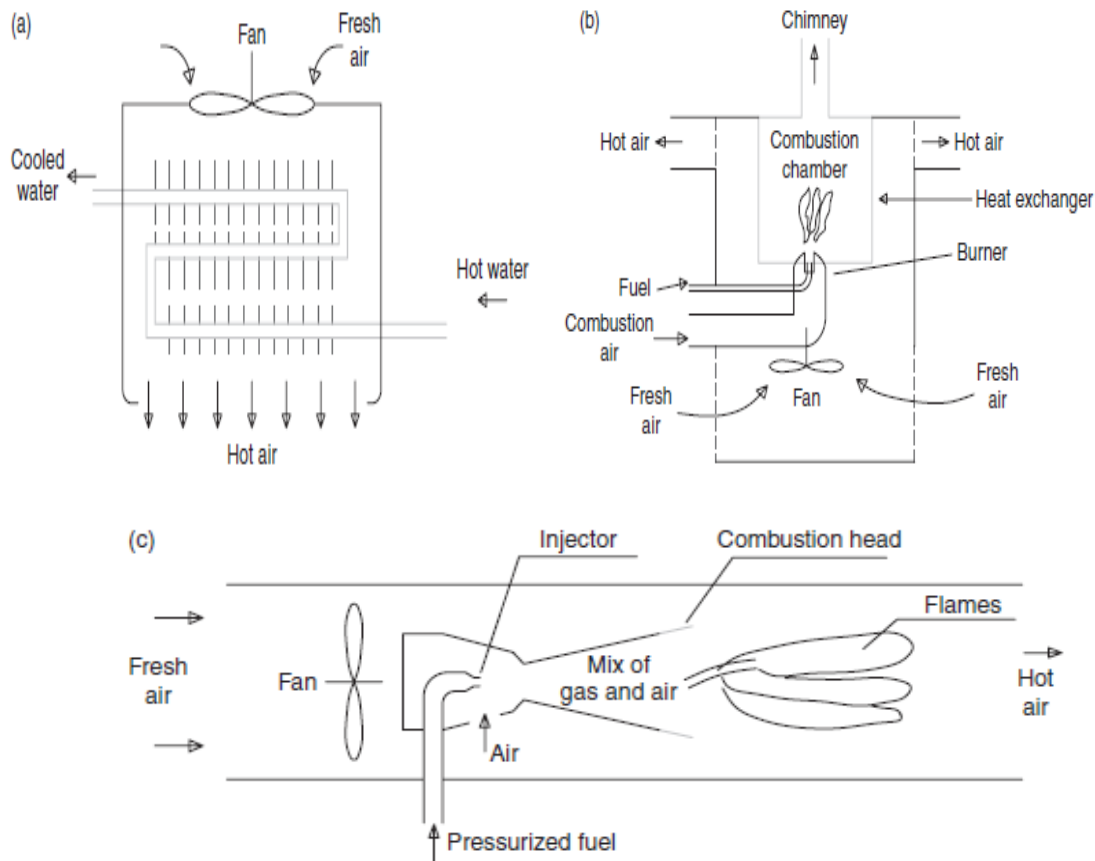 (a)
Fan
Fresh
air
Cooled
water
Hot water
Hot air
(b)
Chimney
Hot air
Combustion
chamber
Hot air
Heat exchanger
Burner
Fuel
Combustion
air
Fresh
air
Fan
Fresh
air
(c)
Injector
Combustion head
Flames
Fresh
air
Fan
Mix of
gas and air
Hot
air
Air
Pressurized fuel